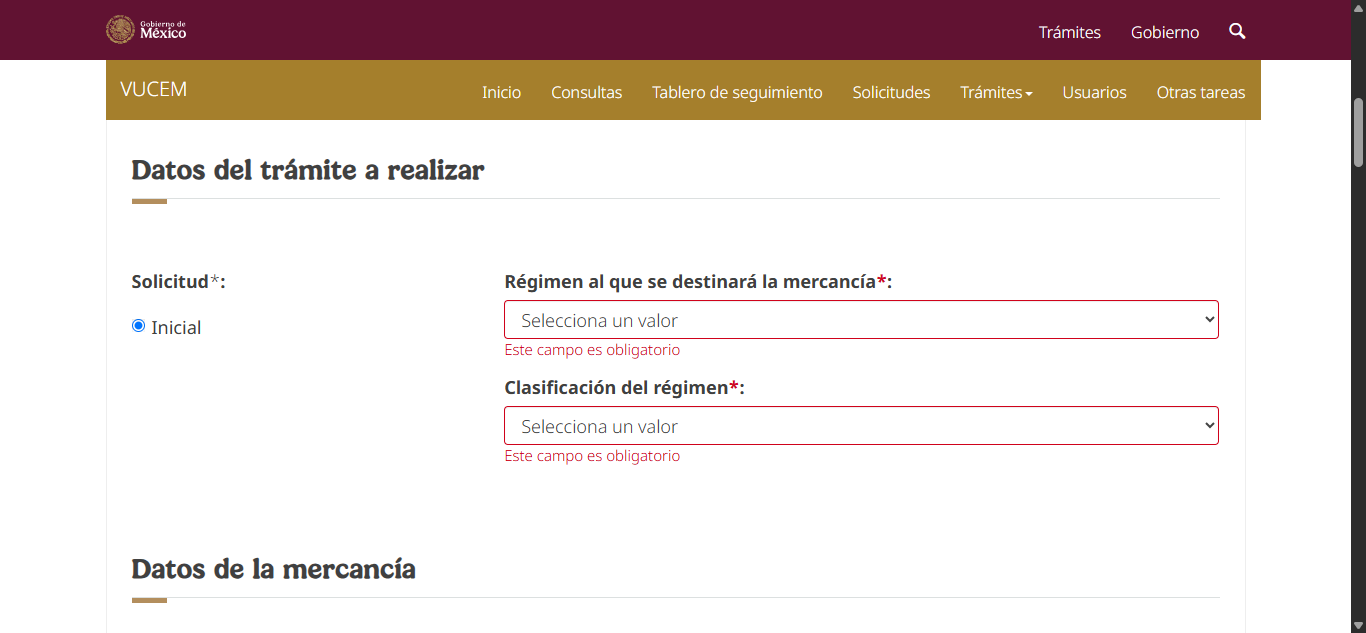 Gobierno de
México
Trámites
Gobierno
VUCEM
Inicio
Consultas
Tablero de seguimiento
Solicitudes
Trámites
Usuarios
Otras tareas
Datos del trámite a realizar
Solicitud*:
Inicial
Régimen al que se destinará la mercancía*:
Selecciona un valor
Este campo es obligatorio
Clasificación del régimen*:
Selecciona un valor
Este campo es obligatorio
Datos de la mercancía